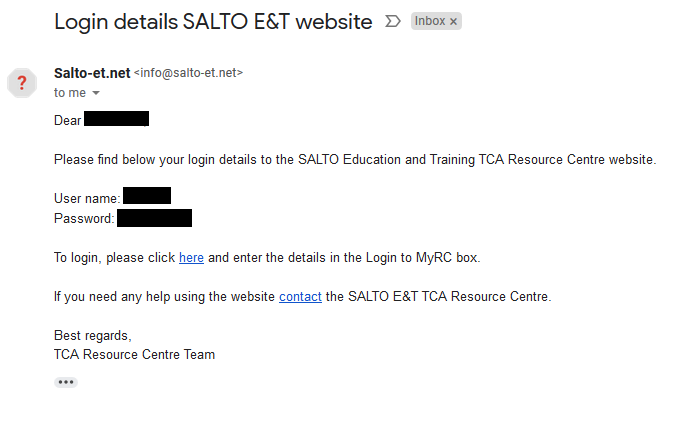 Login details SALTO E&T website Inbox ×
Salto-et.net <info@salto-et.net>
to me
Dear
Please find below your login details to the SALTO Education and Training TCA Resource Centre website.
User name:
Password:
To login, please click here and enter the details in the Login to MyRC box.
If you need any help using the website contact the SALTO E&T TCA Resource Centre.
Best regards,
TCA Resource Centre Team